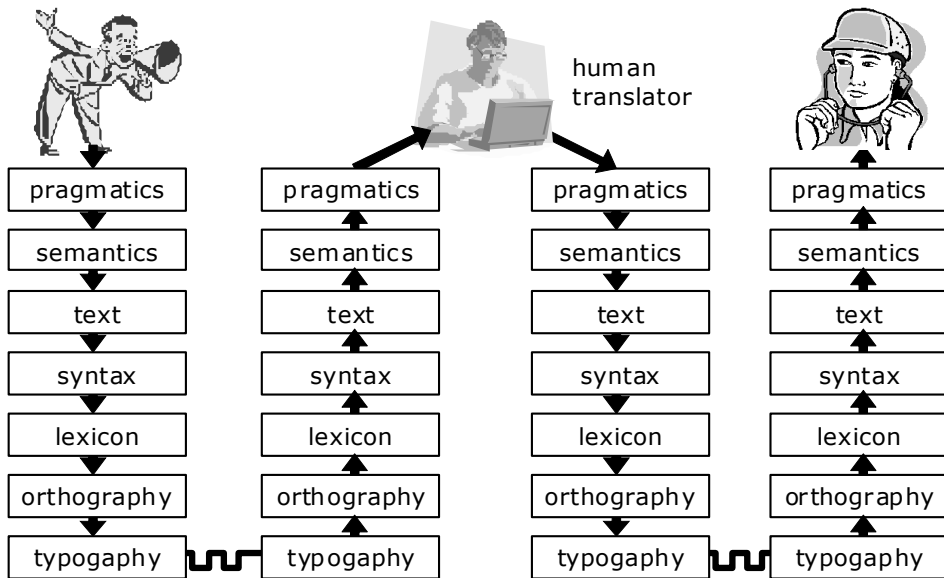 human
translator
pragmatics pragmatics pragmatics pragmatics
semantics semantics semantics semantics
text text text text
syntax syntax syntax syntax
lexicon lexicon lexicon lexicon
orthography orthography orthography orthography
typogaphy typogaphy typogaphy typogaphy